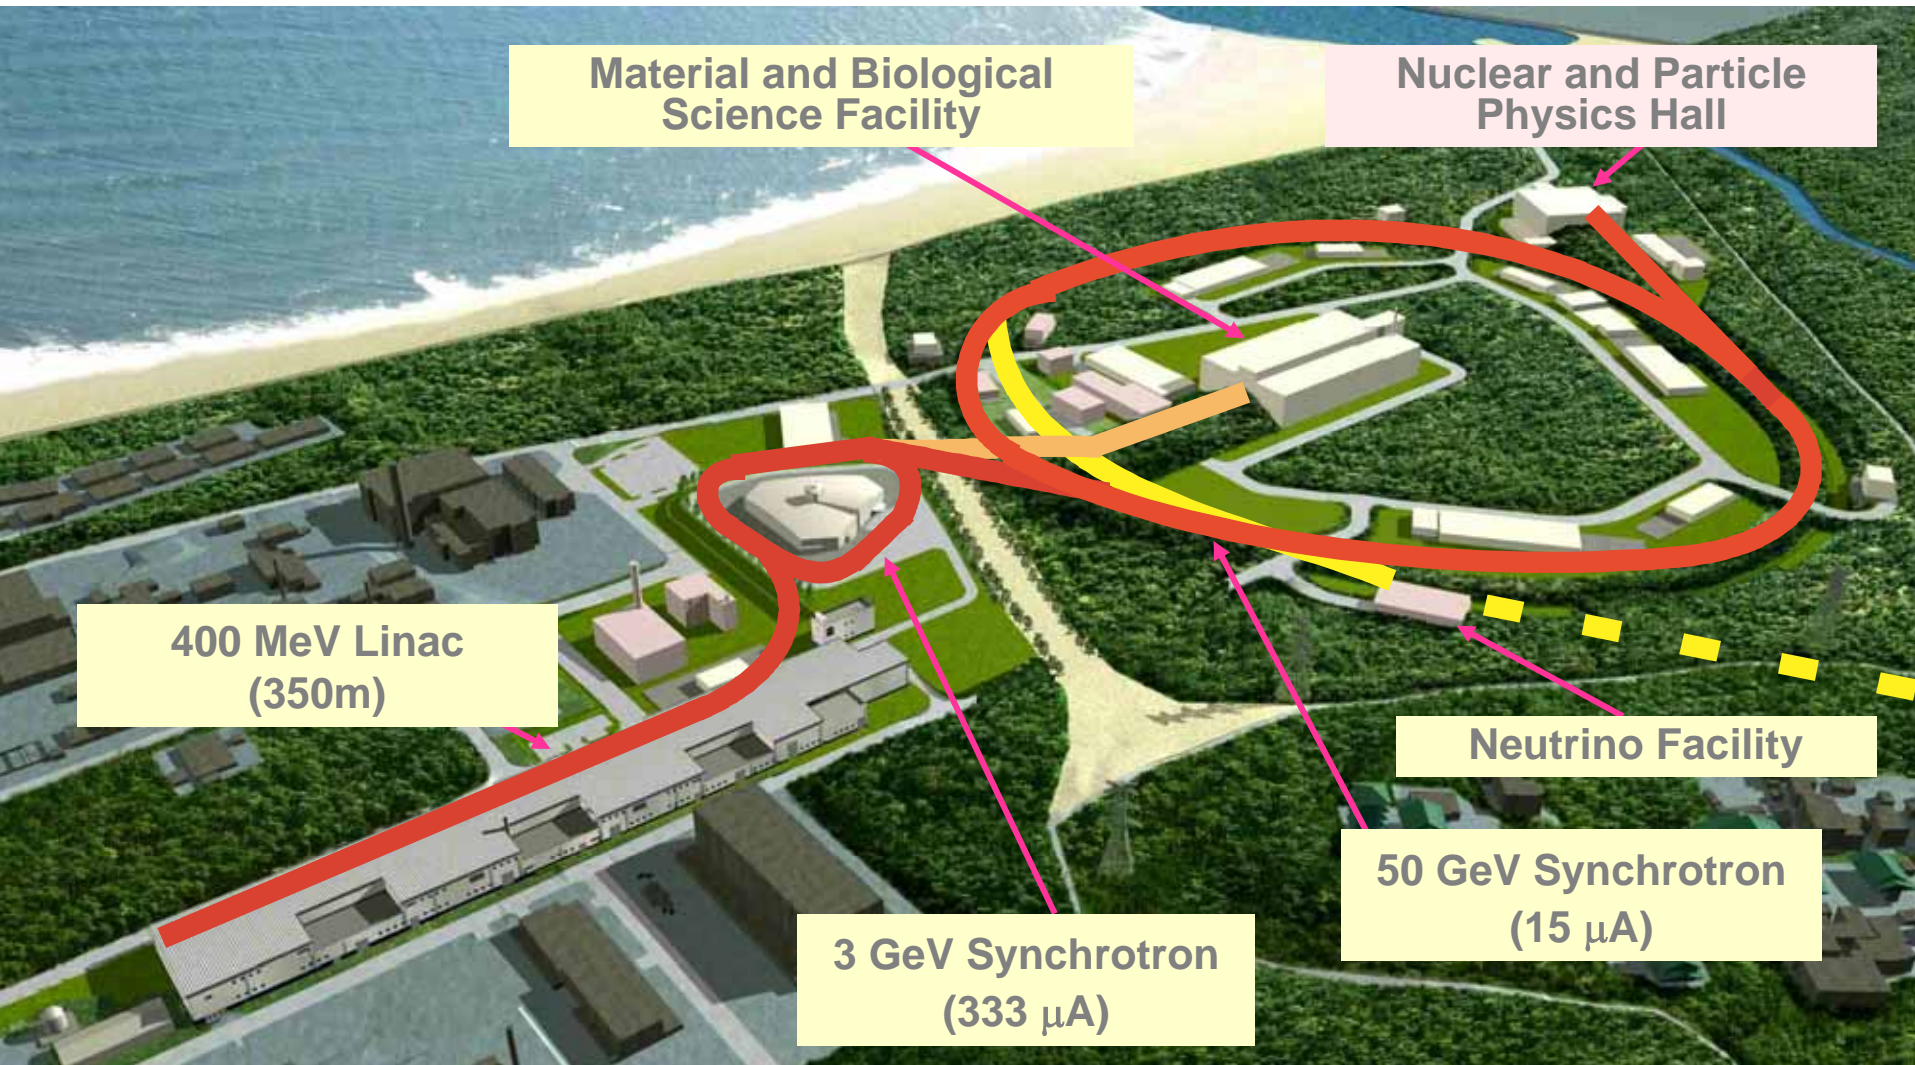 Material and Biological
Science Facility
Nuclear and Particle
Physics Hall
400 MeV Linac
(350m)
Neutrino Facility
50 GeV Synchrotron
(15 μA)
3 GeV Synchrotron
(333 μA)